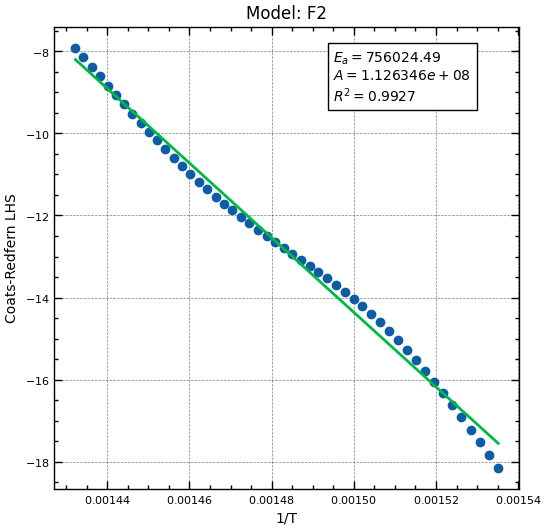 Model: F2
E_a = 756024.49
A = 1.126346e + 08
R² = 0.9927
Coats-Redfern LHS
−8
−10
−12
−14
−16
−18
0.00144 0.00146 0.00148 0.00150 0.00152 0.00154
1/T